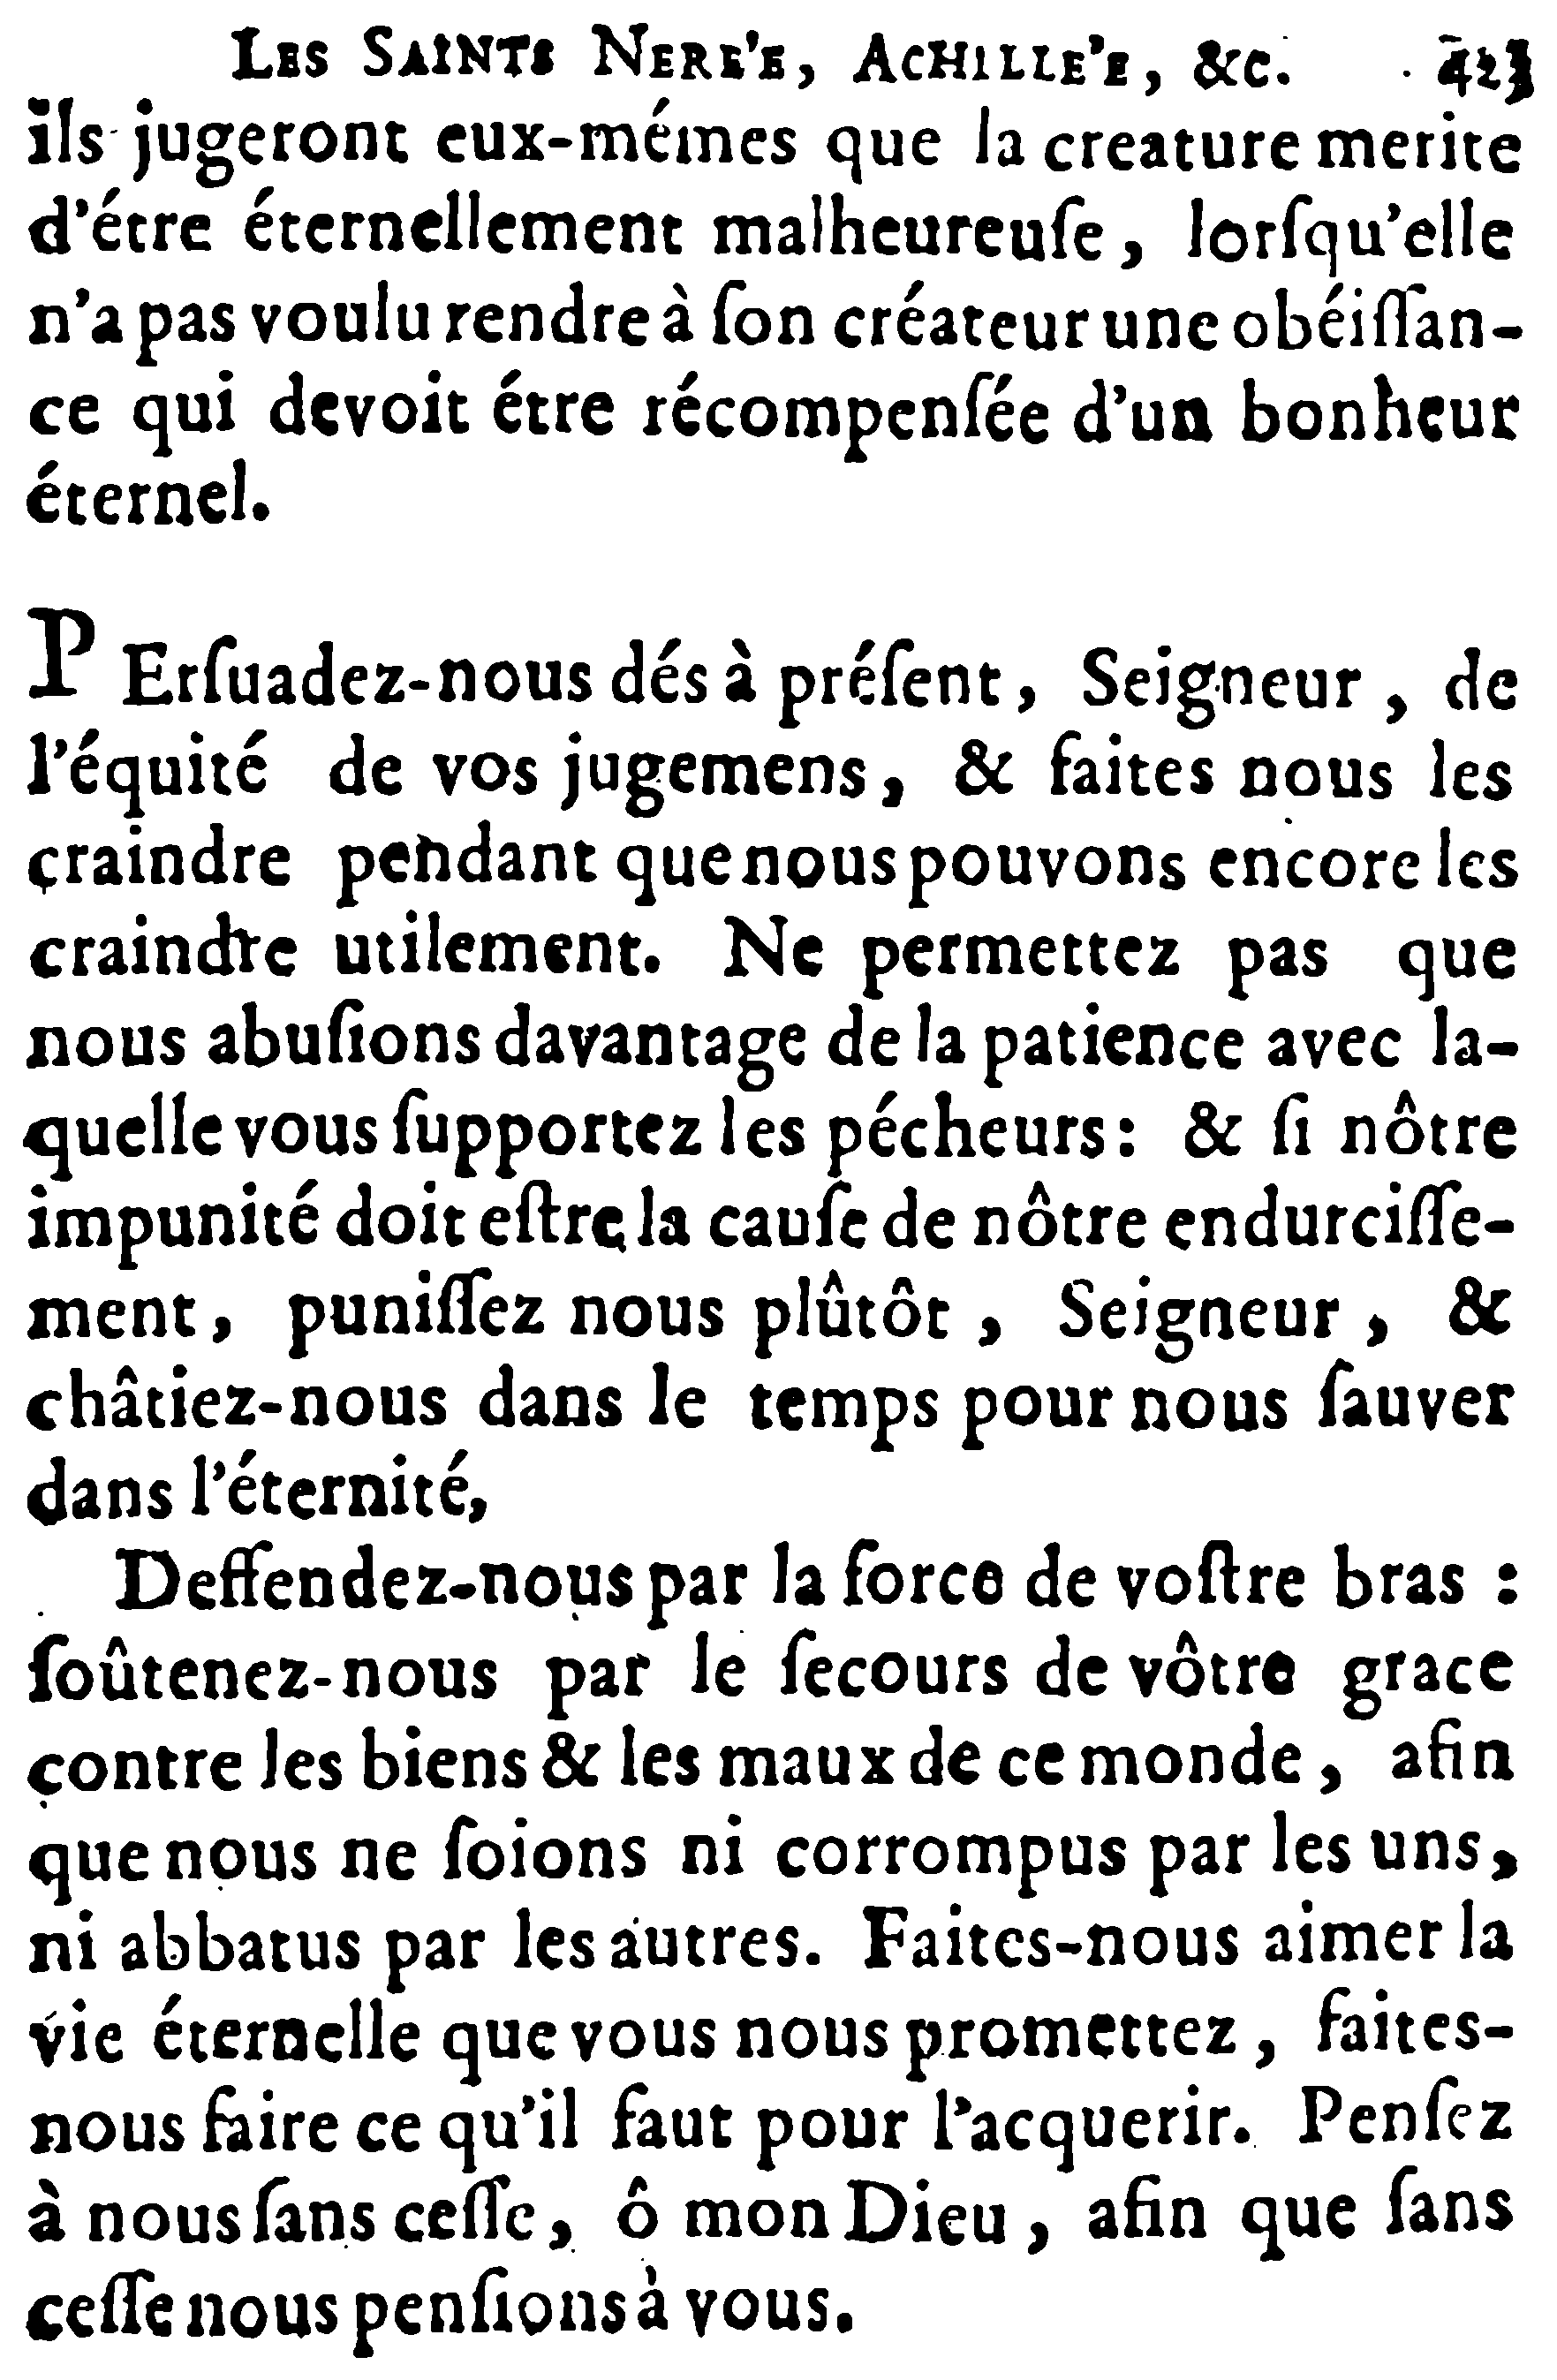 LES SAINTS NERE'E, ACHILLE'E, &c. 423
ils jugeront eux-mémes que la creature merite
d'étre éternellement malheureuſe, lorſqu'elle
n'a pas voulu rendre à ſon créateur une obéiſſan-
ce qui devoit étre récompenſée d'un bonheur
éternel.
PErſuadez-nous dés à préſent, Seigneur, de
l'équité de vos jugemens, & faites nous les
craindre pendant que nous pouvons encore les
craindre utilement. Ne permettez pas que
nous abuſions davantage de la patience avec la-
quelle vous ſupportez les pécheurs: & ſi nôtre
impunité doit eſtre la cauſe de nôtre endurciſſe-
ment, puniſſez nous plûtôt, Seigneur, &
châtiez-nous dans le temps pour nous ſauver
dans l'éternité,
Deffendez-nous par la force de voſtre bras :
ſoûtenez-nous par le ſecours de vôtre grace
contre les biens & les maux de ce monde, afin
que nous ne ſoions ni corrompus par les uns,
ni abbatus par les autres. Faites-nous aimer la
vie éternelle que vous nous promettez, faites-
nous faire ce qu'il faut pour l'acquerir. Penſez
à nous ſans ceſſe, ô mon Dieu, afin que ſans
ceſſe nous penſions à vous.